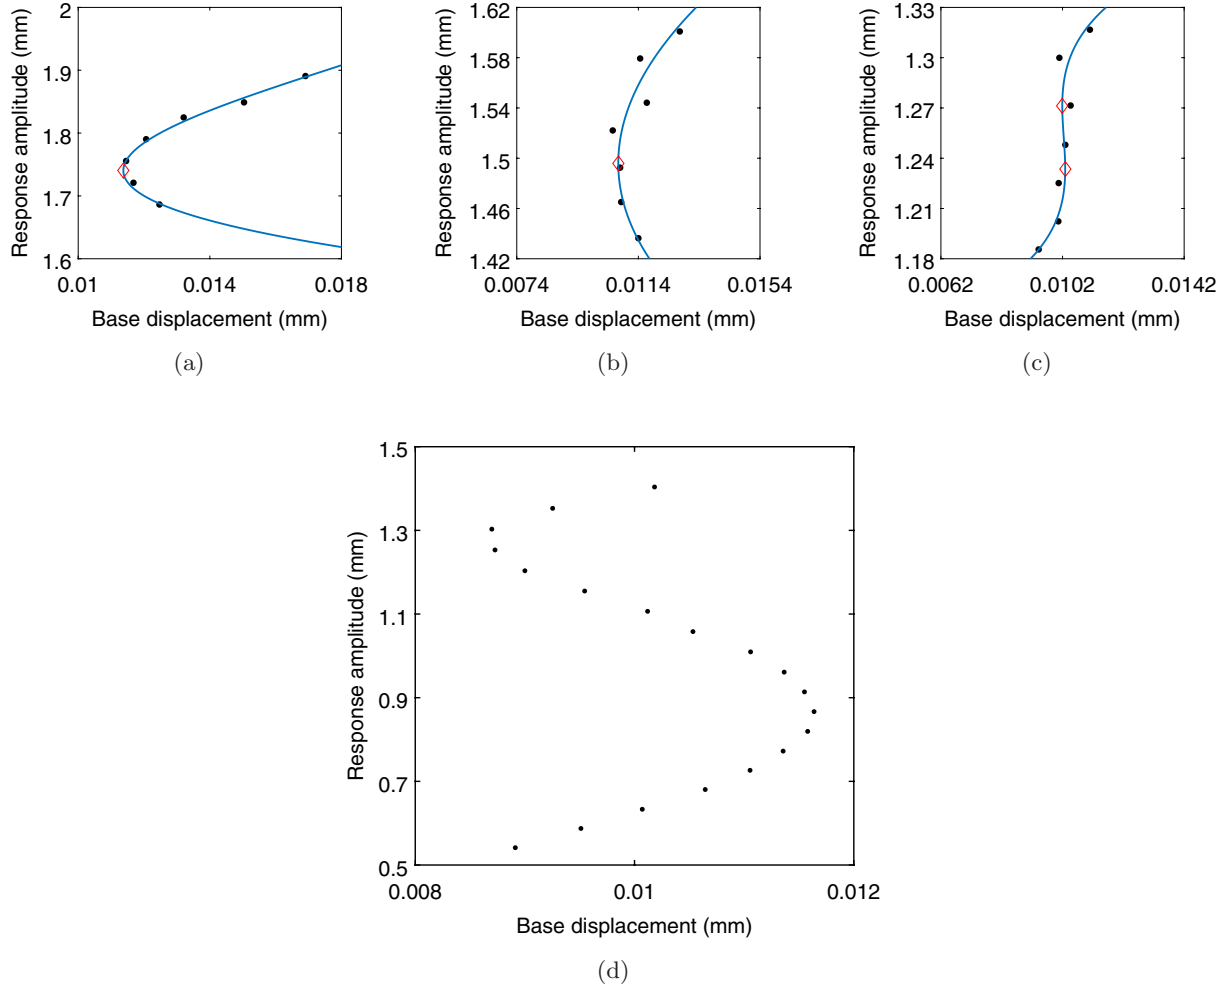 2
1.9
1.8
1.7
1.6
0.01 0.014 0.018
Response amplitude (mm)
Base displacement (mm)
(a)
1.62
1.58
1.54
1.5
1.46
1.42
0.0074 0.0114 0.0154
Response amplitude (mm)
Base displacement (mm)
(b)
1.33
1.3
1.27
1.24
1.21
1.18
0.0062 0.0102 0.0142
Response amplitude (mm)
Base displacement (mm)
(c)
1.5
1.3
1.1
0.9
0.7
0.5
0.008 0.01 0.012
Response amplitude (mm)
Base displacement (mm)
(d)